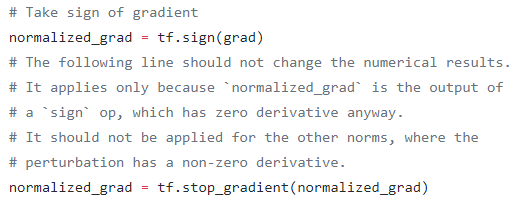 # Take sign of gradient
normalized_grad = tf.sign(grad)
# The following line should not change the numerical results.
# It applies only because `normalized_grad` is the output of
# a `sign` op, which has zero derivative anyway.
# It should not be applied for the other norms, where the
# perturbation has a non-zero derivative.
normalized_grad = tf.stop_gradient(normalized_grad)